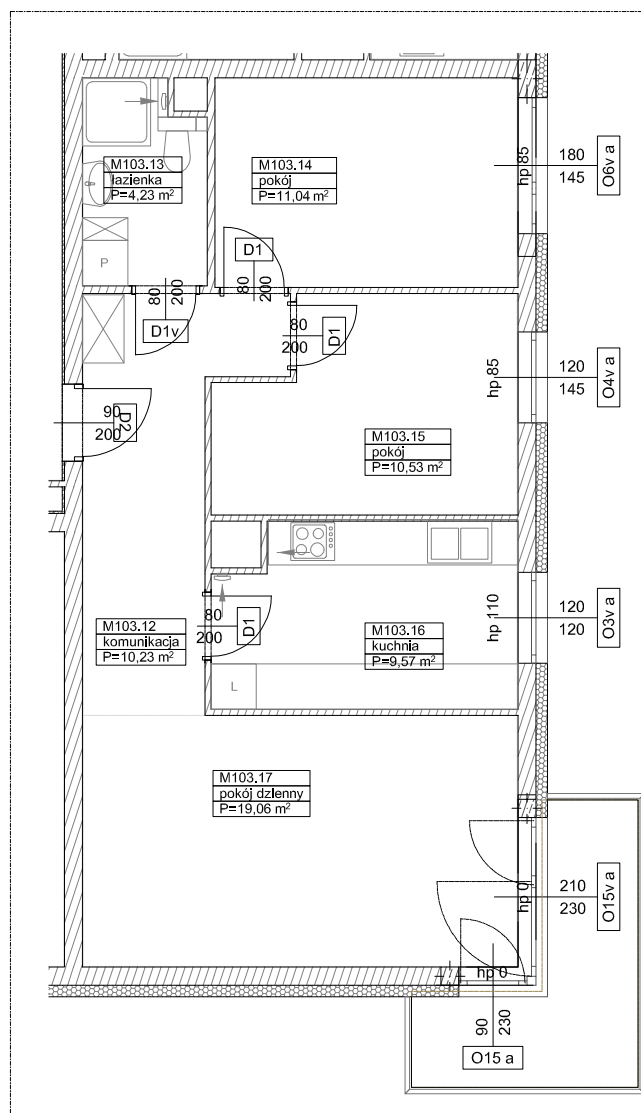 M103.13
łazienka
P=4,23 m²
M103.14
pokój
P=11,04 m²
hp 85
180
145
O6v a
P
D1
80
200
80
200
D1v
80
200
D1
hp 85
120
145
O4v a
90
200
D2
M103.15
pokój
P=10,53 m²
M103.12
komunikacja
P=10,23 m²
80
200
D1
M103.16
kuchnia
P=9,57 m²
hp 110
120
120
O3v a
L
M103.17
pokój dzienny
P=19,06 m²
hp 0
210
230
O15v a
hp 0
90
230
O15 a